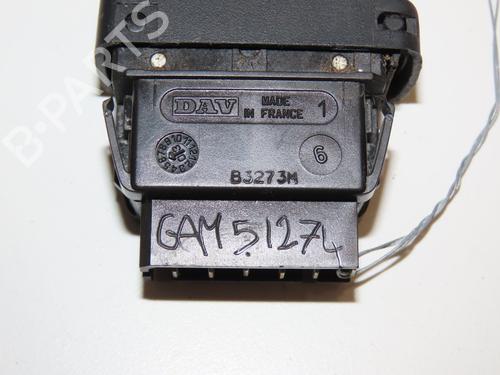 B-PARTS
DAV MADE IN FRANCE 1
6
B3273M
GAM 5127L